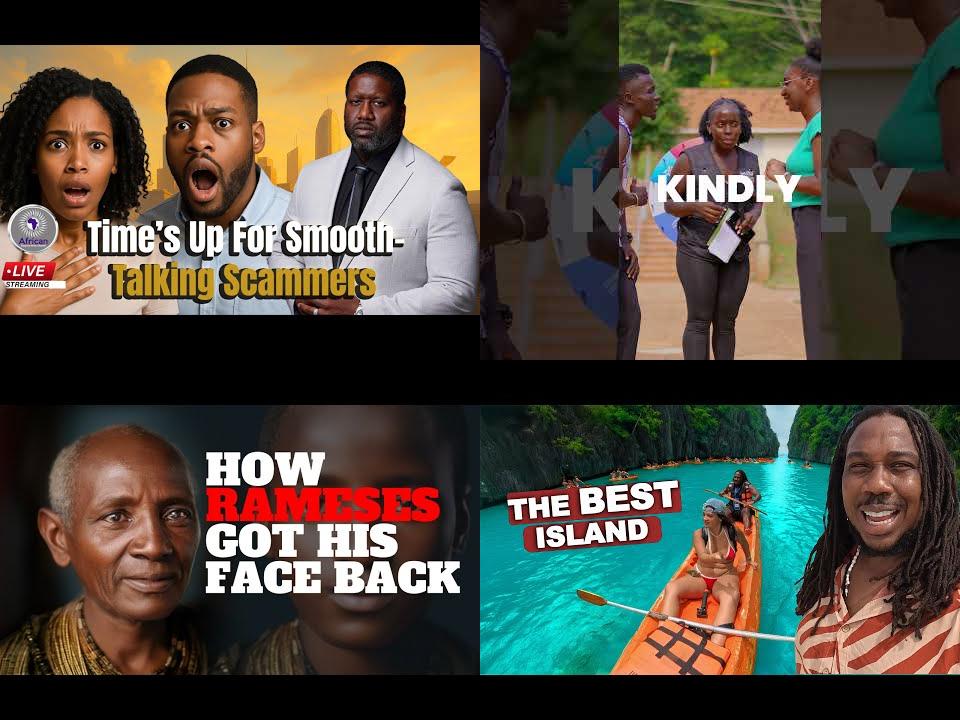 Time's Up For Smooth-
Talking Scammers
African
LIVE
STREAMING
KINDLY
HOW
RAMESES
GOT HIS
FACE BACK
THE BEST
ISLAND